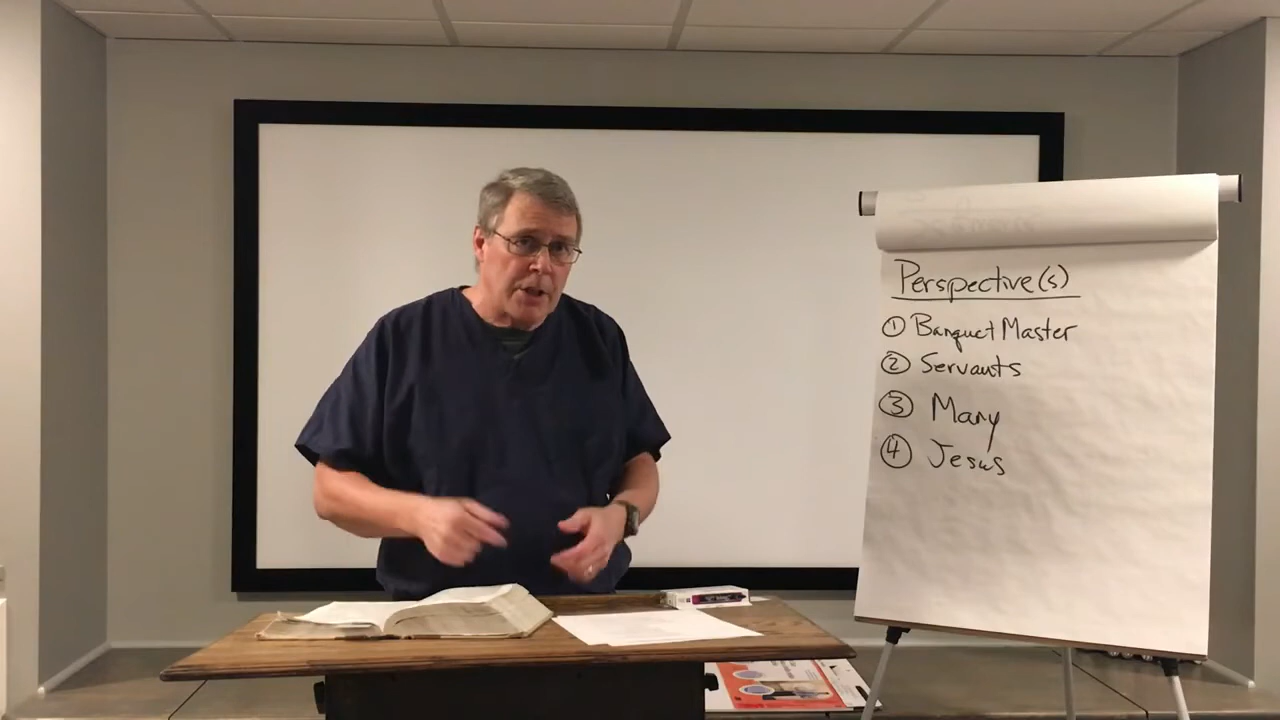 Perspective(s)
① Banquet Master
② Servants
③ Mary
④ Jesus